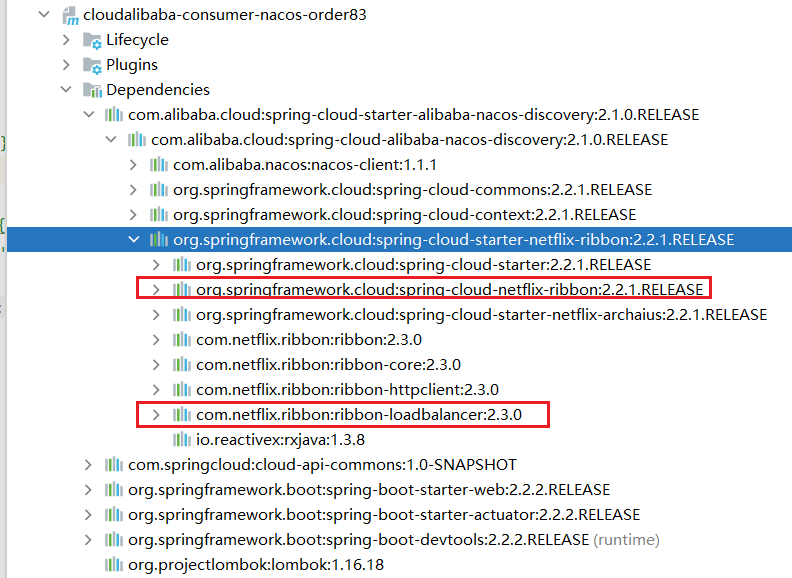 cloudalibaba-consumer-nacos-order83
Lifecycle
Plugins
Dependencies
com.alibaba.cloud:spring-cloud-starter-alibaba-nacos-discovery:2.1.0.RELEASE
com.alibaba.cloud:spring-cloud-alibaba-nacos-discovery:2.1.0.RELEASE
com.alibaba.nacos:nacos-client:1.1.1
org.springframework.cloud:spring-cloud-commons:2.2.1.RELEASE
org.springframework.cloud:spring-cloud-context:2.2.1.RELEASE
org.springframework.cloud:spring-cloud-starter-netflix-ribbon:2.2.1.RELEASE
org.springframework.cloud:spring-cloud-starter:2.2.1.RELEASE
org.springframework.cloud:spring-cloud-netflix-ribbon:2.2.1.RELEASE
org.springframework.cloud:spring-cloud-starter-netflix-archaius:2.2.1.RELEASE
com.netflix.ribbon:ribbon:2.3.0
com.netflix.ribbon:ribbon-core:2.3.0
com.netflix.ribbon:ribbon-httpclient:2.3.0
com.netflix.ribbon:ribbon-loadbalancer:2.3.0
io.reactivex:rxjava:1.3.8
com.springcloud:cloud-api-commons:1.0-SNAPSHOT
org.springframework.boot:spring-boot-starter-web:2.2.2.RELEASE
org.springframework.boot:spring-boot-starter-actuator:2.2.2.RELEASE
org.springframework.boot:spring-boot-devtools:2.2.2.RELEASE (runtime)
org.projectlombok:lombok:1.16.18